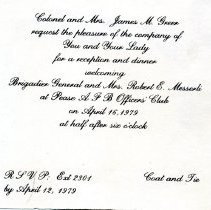 Colonel and Mrs. James M. Greer
request the pleasure of the company of
You and Your Lady
for a reception and dinner
welcoming
Brigadier General and Mrs. Robert E. Messerli
at Pease A F B Officers' Club
on April 16, 1979
at half after six o'clock
R S V P. Ext 2301
by April 12, 1979
Coat and Tie